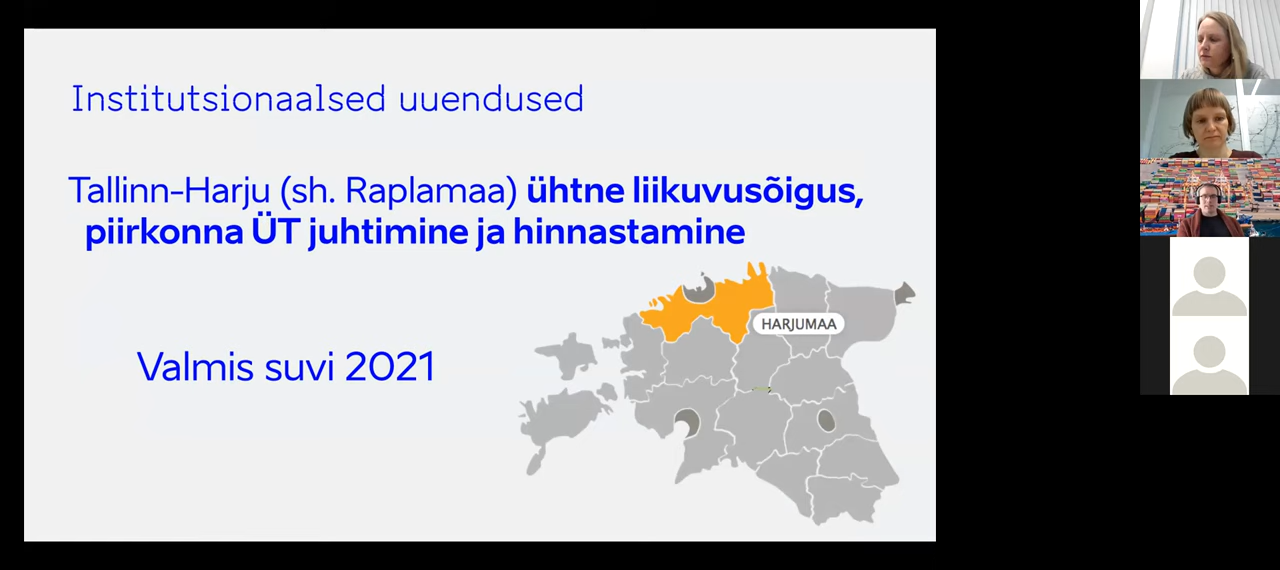 Institutsionaalsed uuendused
Tallinn-Harju (sh. Raplamaa) ühtne liikuvusõigus,
piirkonna ÜT juhtimine ja hinnastamine
HARJUMAA
Valmis suvi 2021